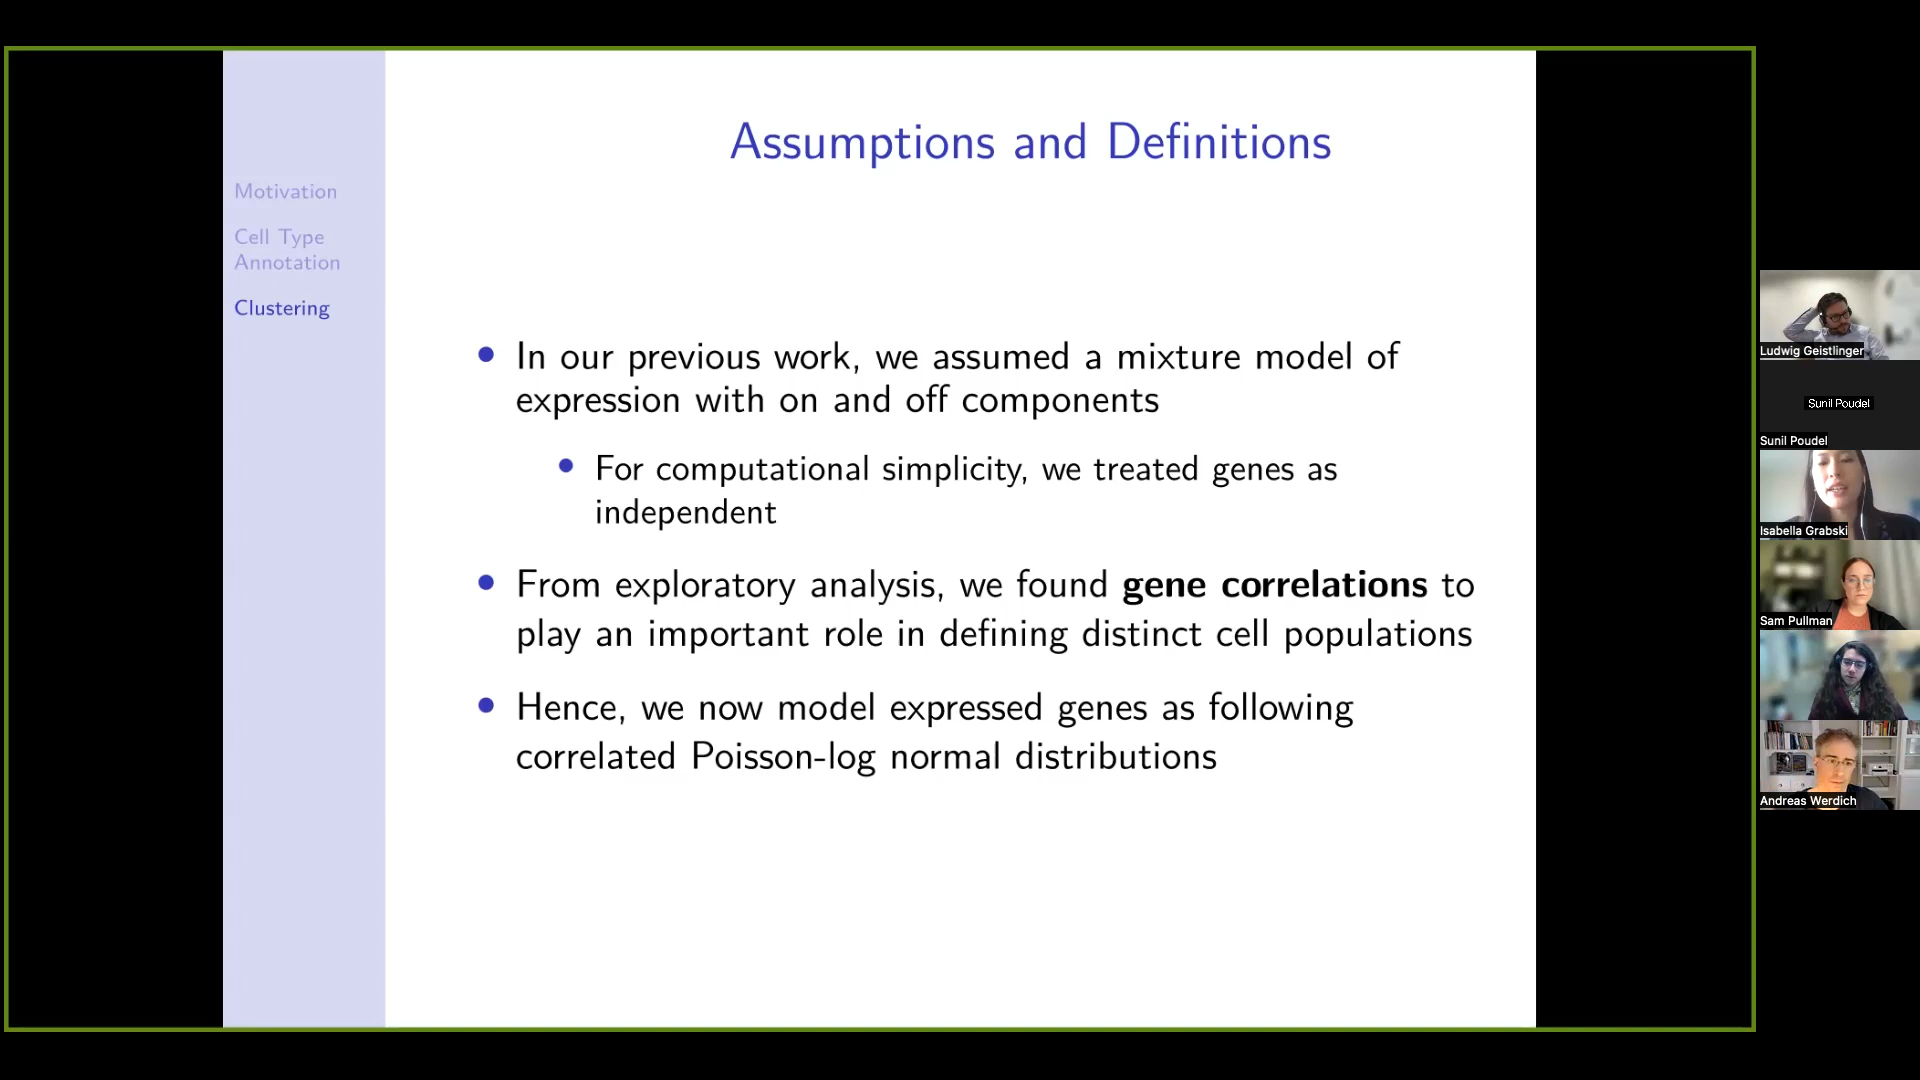 Assumptions and Definitions
Motivation
Cell Type
Annotation
Clustering
• In our previous work, we assumed a mixture model of
expression with on and off components
• For computational simplicity, we treated genes as
independent
• From exploratory analysis, we found gene correlations to
play an important role in defining distinct cell populations
• Hence, we now model expressed genes as following
correlated Poisson-log normal distributions
Ludwig Geistlinger
Sunil Poudel
Sunil Poudel
Isabella Grabski
Sam Pullman
Andreas Werdich